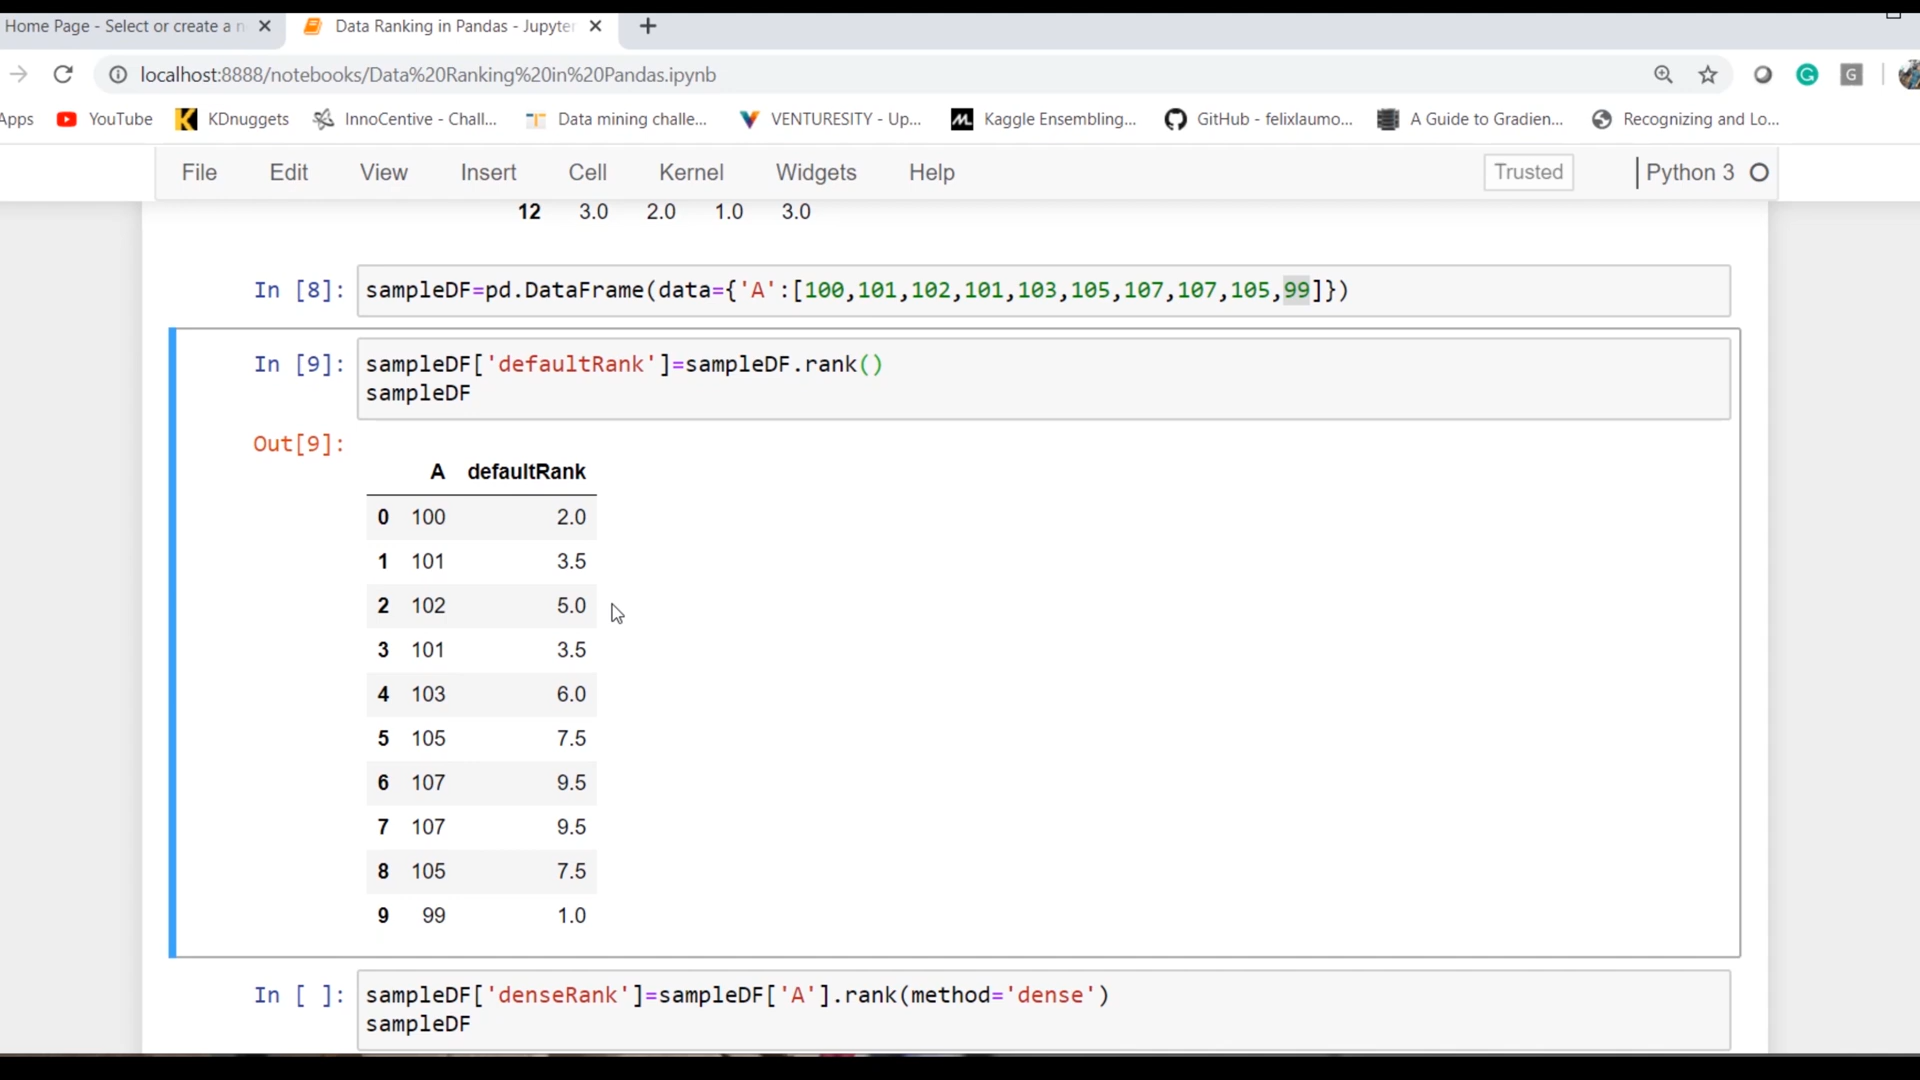 Home Page - Select or create a n
Data Ranking in Pandas - Jupyter
localhost:8888/notebooks/Data%20Ranking%20in%20Pandas.ipynb
G
G
Apps YouTube KDnuggets InnoCentive - Chall... Data mining challe... VENTURESITY - Up... Kaggle Ensembling... GitHub - felixlaumo... A Guide to Gradien... Recognizing and Lo...
File Edit View Insert Cell Kernel Widgets Help Trusted Python 3
12 3.0 2.0 1.0 3.0
In [8]: sampleDF=pd.DataFrame(data={'A':[100,101,102,101,103,105,107,107,105,99]})
In [9]: sampleDF['defaultRank']=sampleDF.rank()
sampleDF
Out[9]:
A defaultRank
0 100 2.0
1 101 3.5
2 102 5.0
3 101 3.5
4 103 6.0
5 105 7.5
6 107 9.5
7 107 9.5
8 105 7.5
9 99 1.0
In [ ]: sampleDF['denseRank']=sampleDF['A'].rank(method='dense')
sampleDF